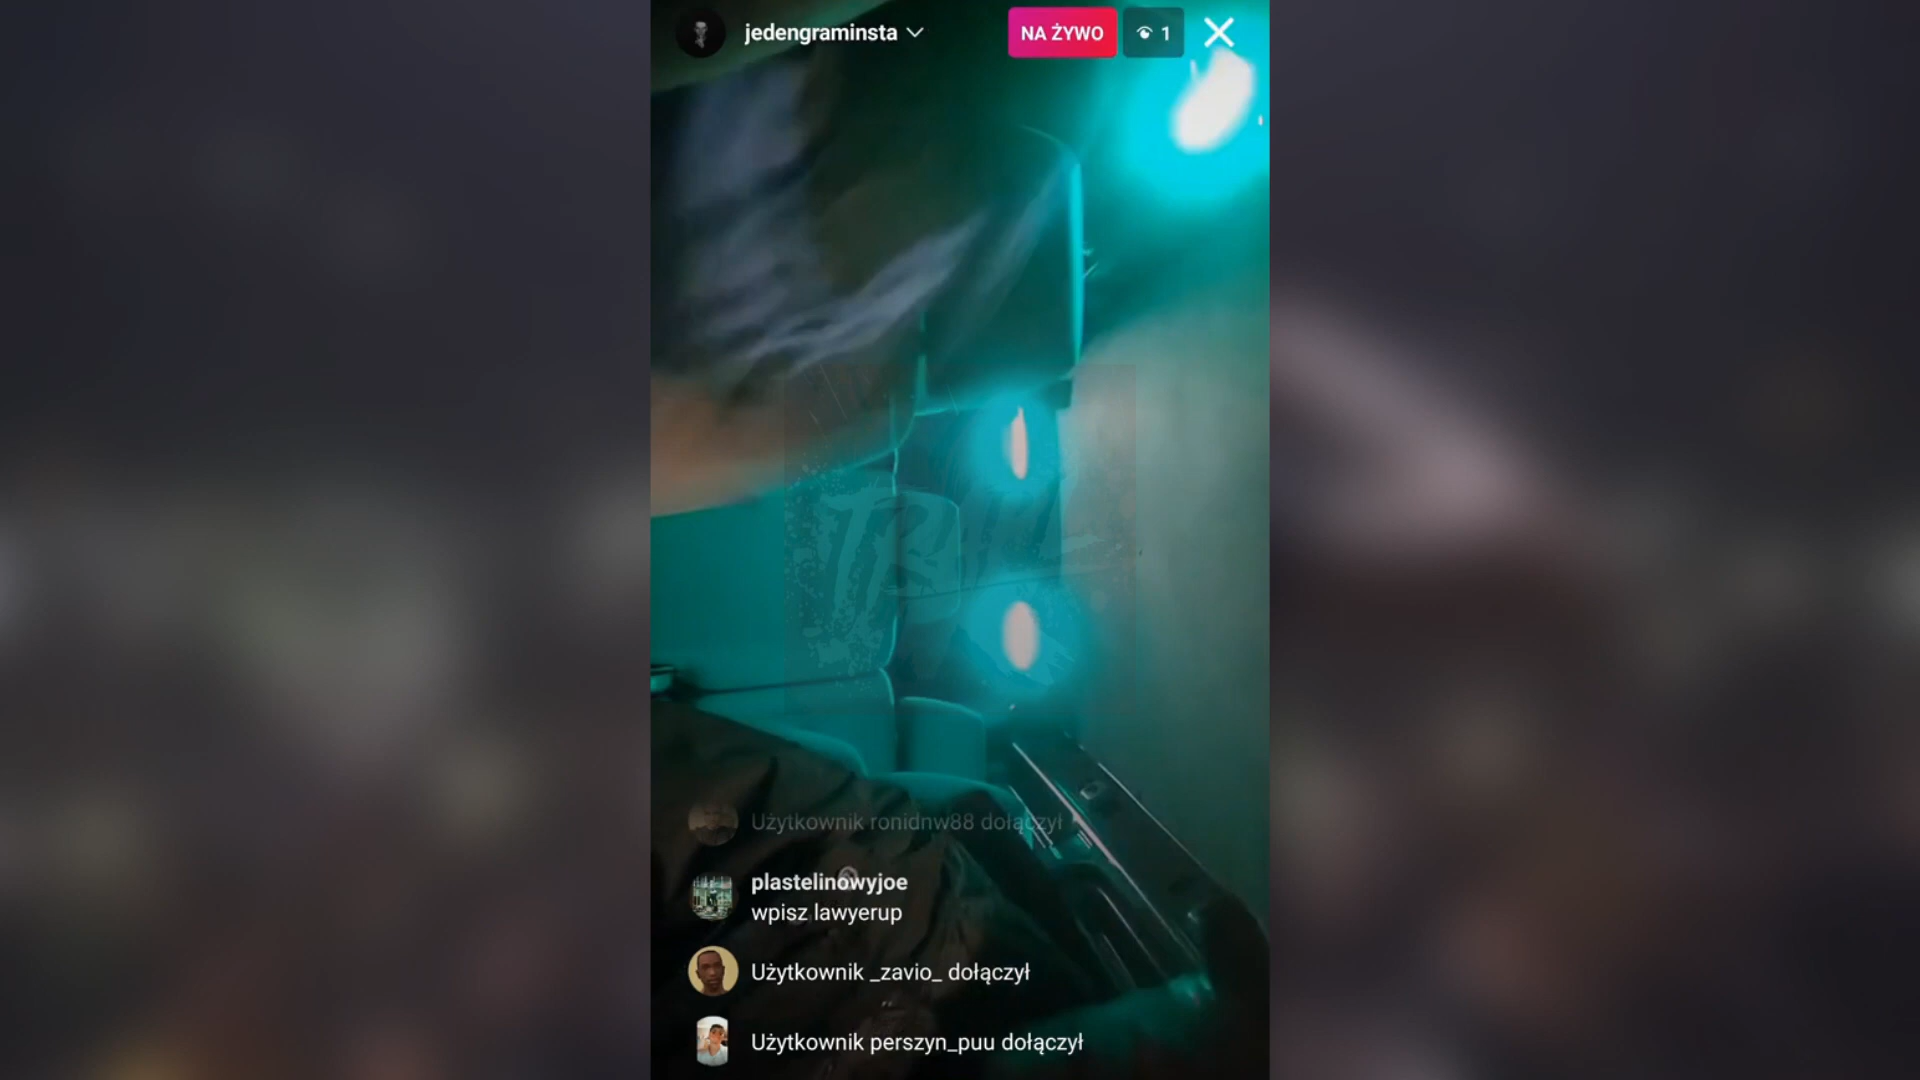 jedengraminsta
NA ŻYWO
1
Użytkownik ronidnw88 dołączył
plastelinowyjoe
wpisz lawyerup
Użytkownik _zavio_ dołączył
Użytkownik perszyn_puu dołączył